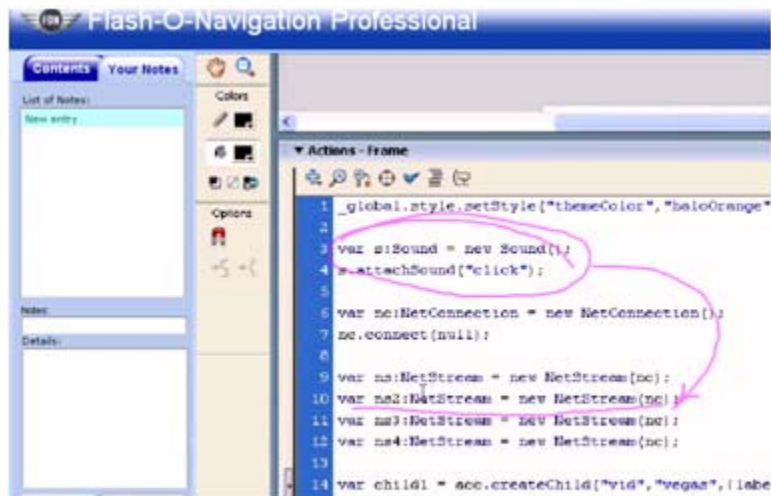 FON Flash-O-Navigation Professional
Contents Your Notes
List of Notes:
New entry
Notes:
Details:
Colors
Options
▼ Actions - Frame
1 _global.style.setStyle("themeColor","haloOrange"
2
3 var s:Sound = new Sound();
4 s.attachSound("click");
5
6 var nc:NetConnection = new NetConnection();
7 nc.connect(null);
8
9 var ns:NetStream = new NetStream(nc);
10 var ns2:NetStream = new NetStream(nc);
11 var ns3:NetStream = new NetStream(nc);
12 var ns4:NetStream = new NetStream(nc);
13
14 var child1 = acc.createChild("vid","vegas",{labe